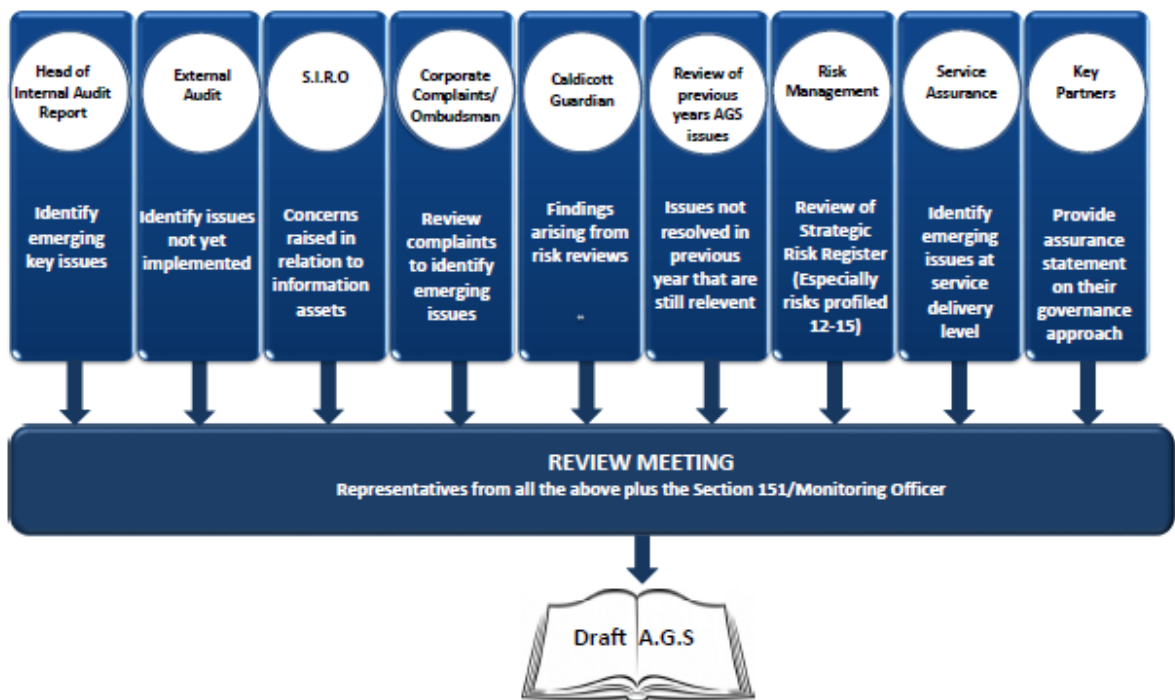 Head of
Internal Audit
Report
Identify
emerging
key issues
External
Audit
Identify issues
not yet
implemented
S.I.R.O
Concerns
raised in
relation to
information
assets
Corporate
Complaints/
Ombudsman
Review
complaints
to identify
emerging
issues
Caldicott
Guardian
Findings
arising from
risk reviews
Review of
previous
years AGS
issues
Issues not
resolved in
previous
year that are
still relevent
Risk
Management
Review of
Strategic
Risk Register
(Especially
risks profiled
12-15)
Service
Assurance
Identify
emerging
issues at
service
delivery
level
Key
Partners
Provide
assurance
statement
on their
governance
approach
REVIEW MEETING
Representatives from all the above plus the Section 151/Monitoring Officer
Draft A.G.S